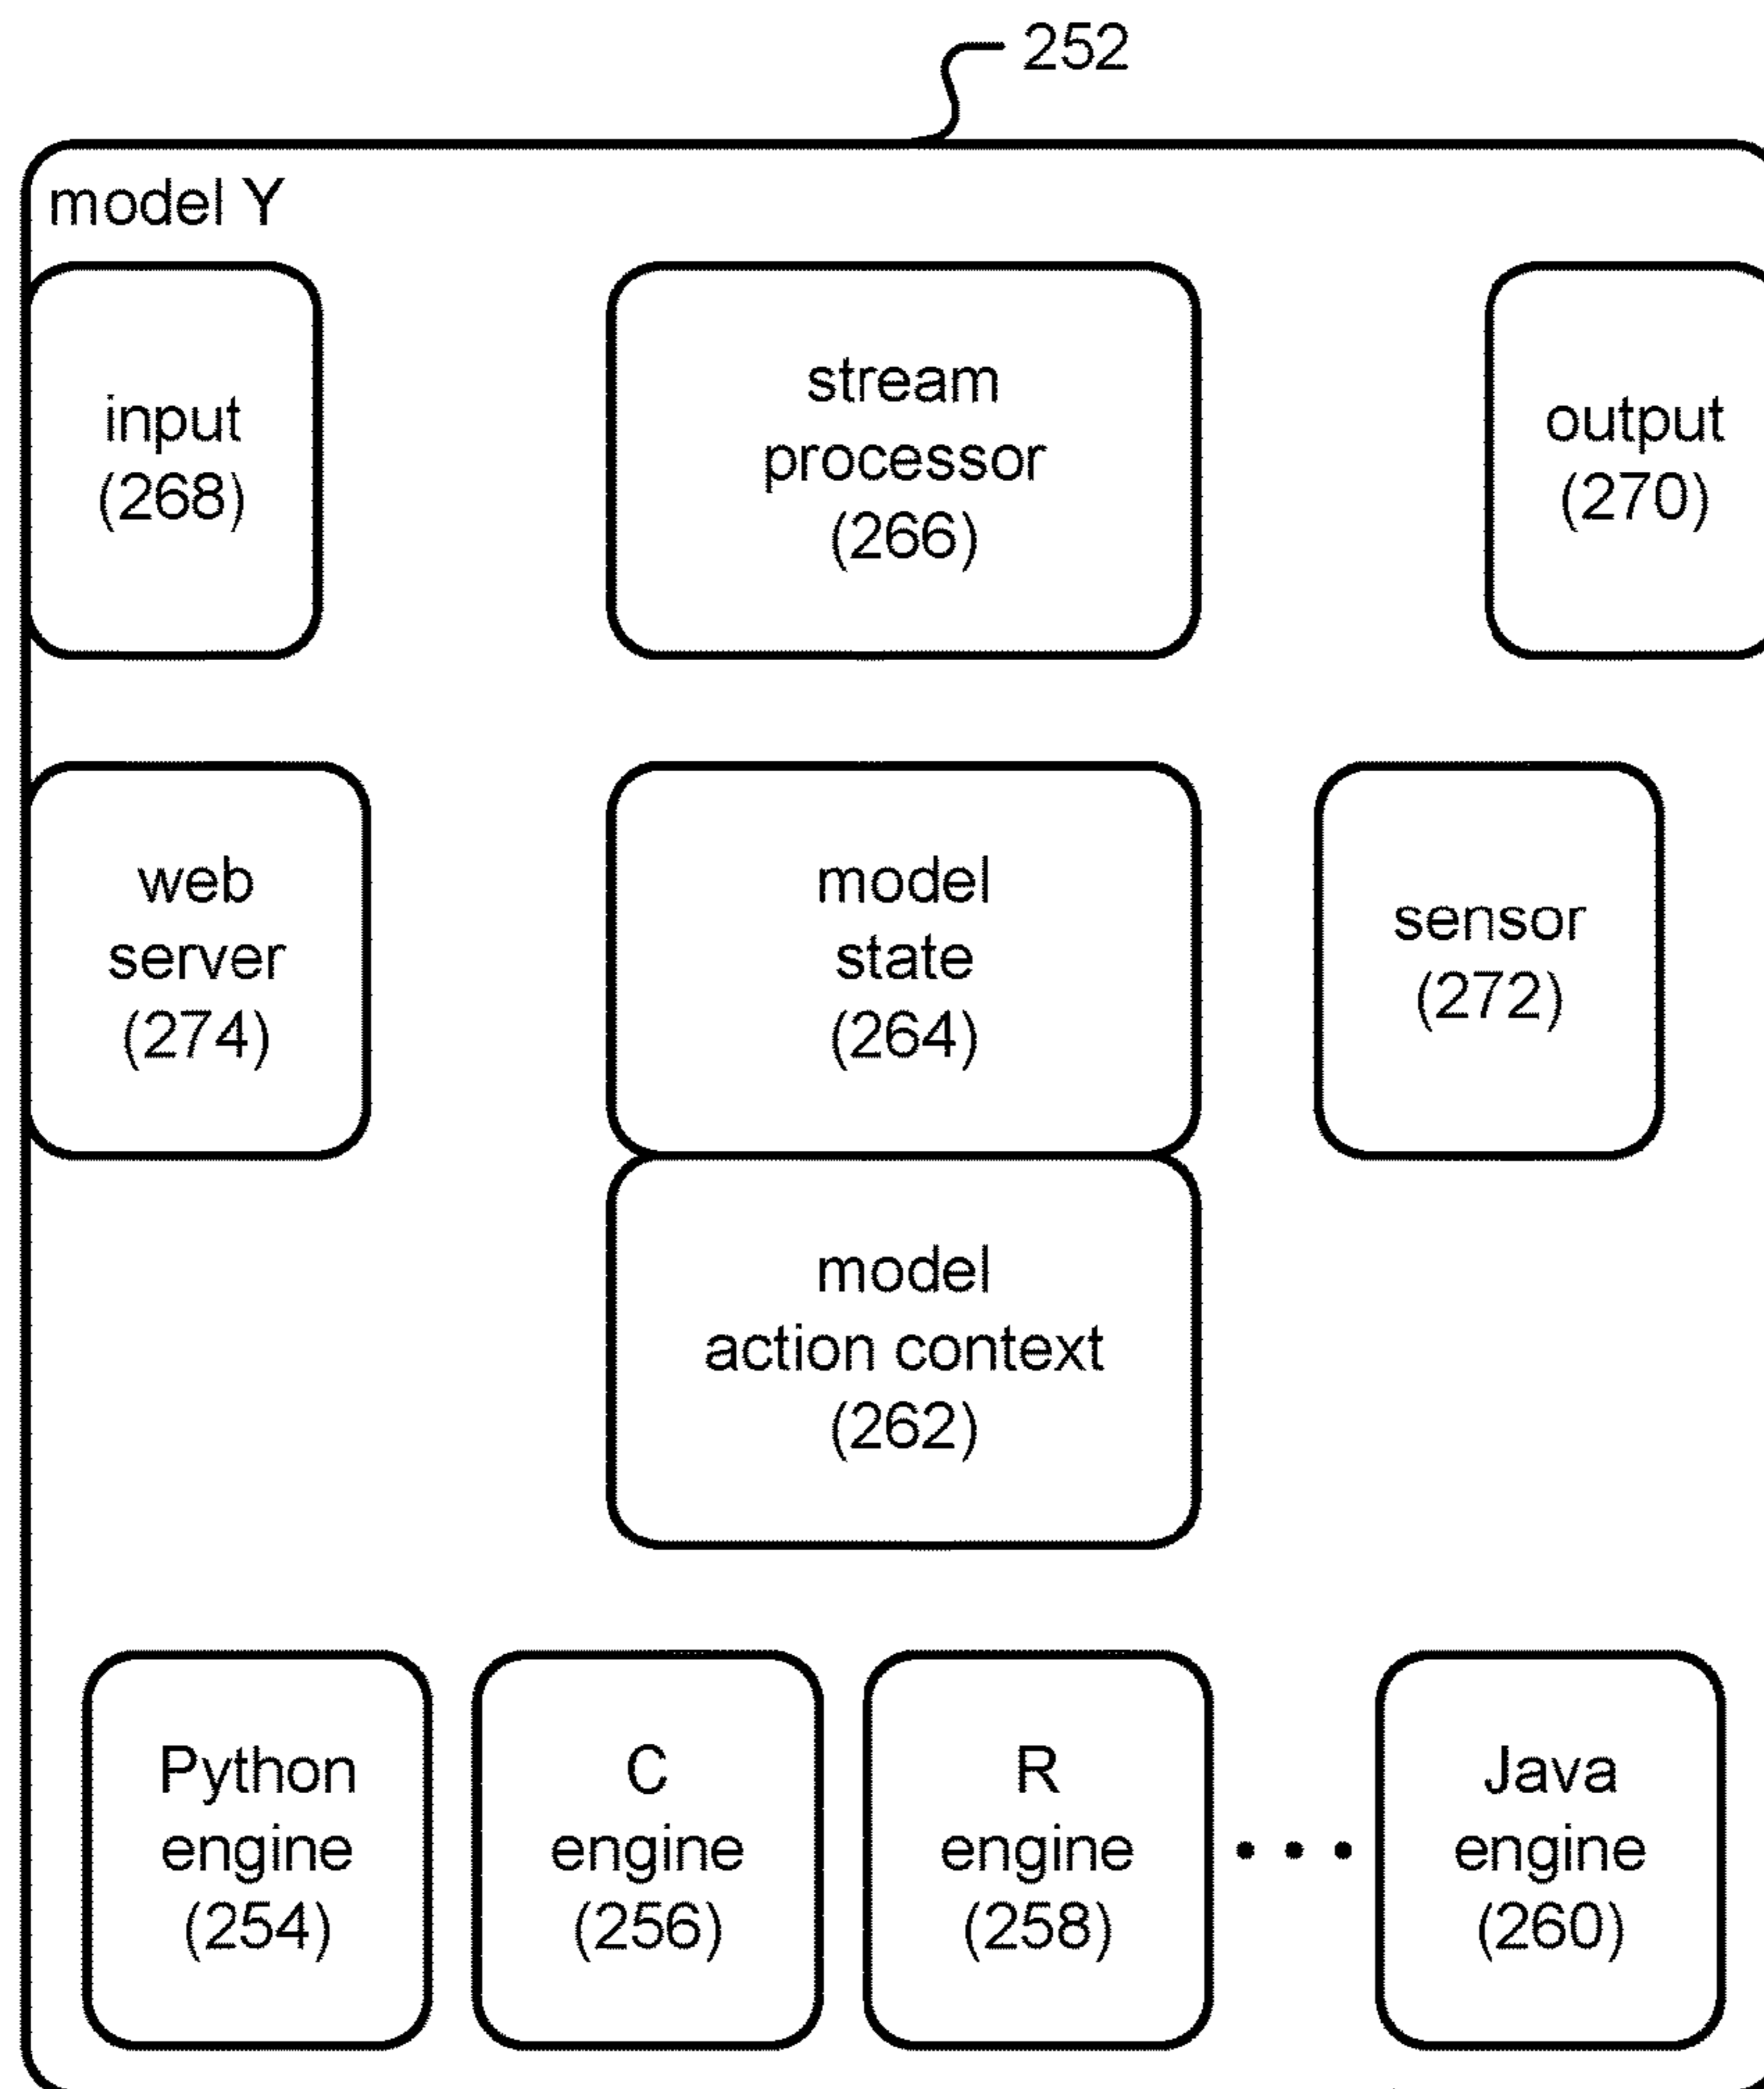 252
model Y
input
(268)
stream
processor
(266)
output
(270)
web
server
(274)
model
state
(264)
sensor
(272)
model
action context
(262)
Python
engine
(254)
C
engine
(256)
R
engine
(258)
• • •
Java
engine
(260)